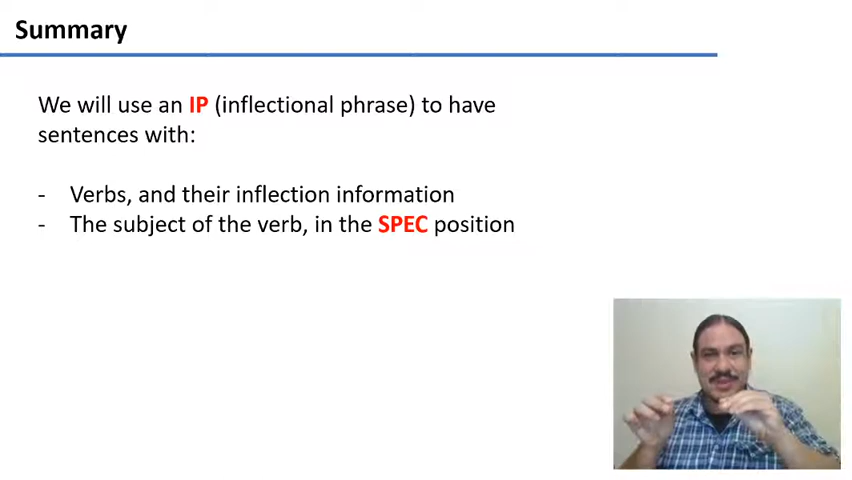 Summary
We will use an IP (inflectional phrase) to have
sentences with:
- Verbs, and their inflection information
- The subject of the verb, in the SPEC position